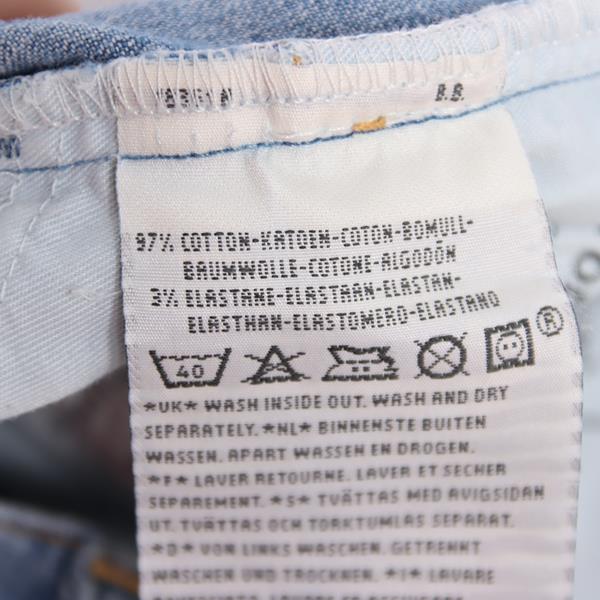 97% COTTON-KATOEN-COTON-BOMULL-
BAUMWOLLE-COTONE-ALGODÓN
3% ELASTANE-ELASTAAN-ELASTAN-
ELASTHAN-ELASTOMERO-ELASTANO
40 ®
*UK* WASH INSIDE OUT. WASH AND DRY
SEPARATELY. *NL* BINNENSTE BUITEN
WASSEN. APART WASSEN EN DROGEN.
*F* LAVER RETOURNE. LAVER ET SECHER
SEPAREMENT. *S* TVÄTTAS MED AVIGSIDAN
UT. TVÄTTAS OCH TORKTUMLAS SEPARAT.
*D* VON LINKS WASCHEN. GETRENNT
WASCHEN UND TROCKNEN. *I* LAVARE